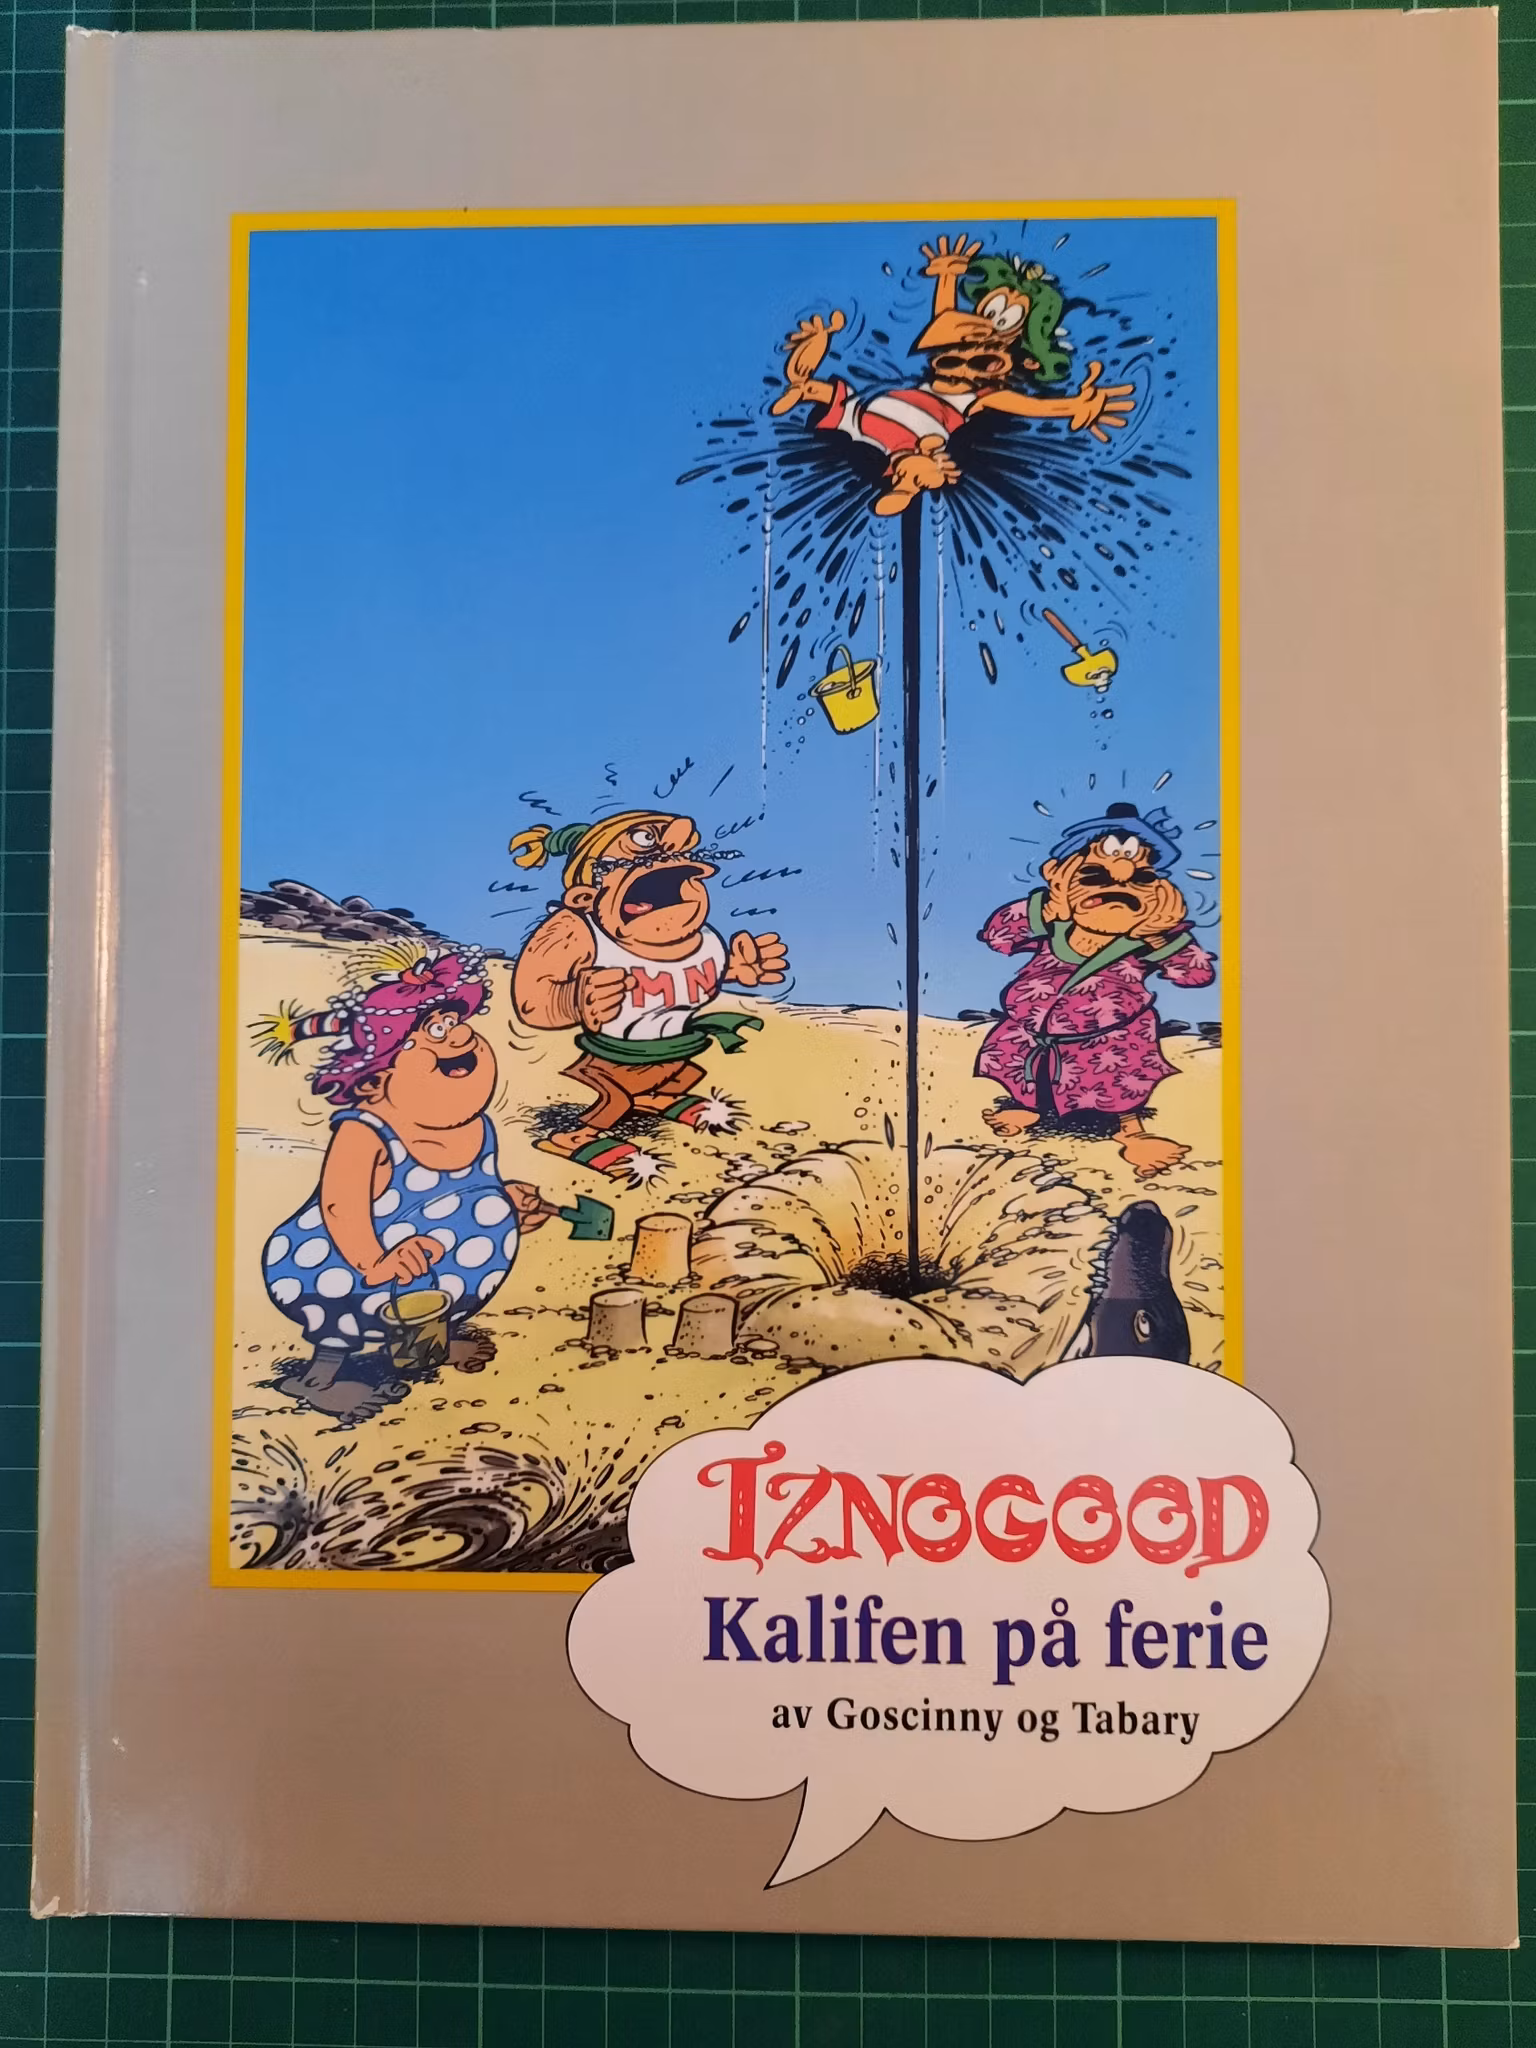 MN
IZNOGOOD
Kalifen på ferie
av Goscinny og Tabary